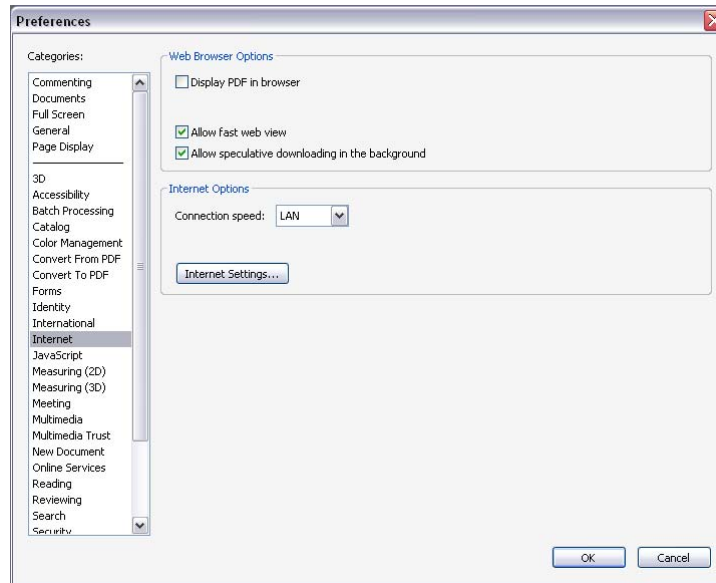 Preferences
Categories:
Commenting
Documents
Full Screen
General
Page Display
3D
Accessibility
Batch Processing
Catalog
Color Management
Convert From PDF
Convert To PDF
Forms
Identity
International
Internet
JavaScript
Measuring (2D)
Measuring (3D)
Meeting
Multimedia
Multimedia Trust
New Document
Online Services
Reading
Reviewing
Search
Security
Web Browser Options
Display PDF in browser
Allow fast web view
Allow speculative downloading in the background
Internet Options
Connection speed: LAN
Internet Settings...
OK Cancel